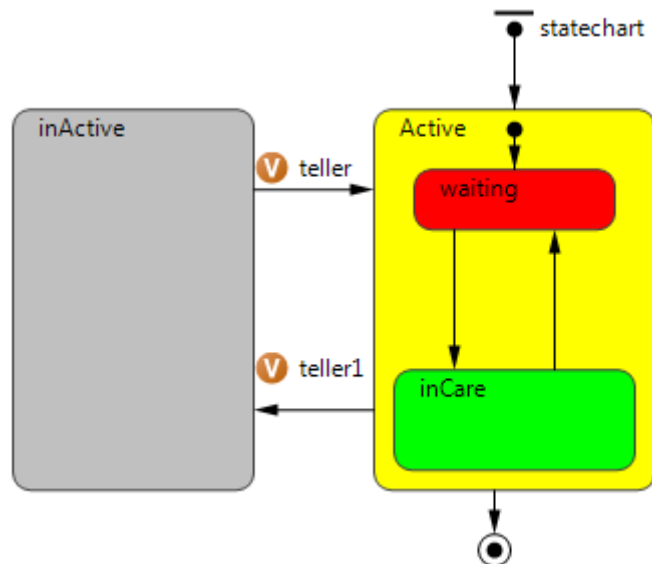 statechart
inActive
Active
V teller
waiting
V teller1
inCare